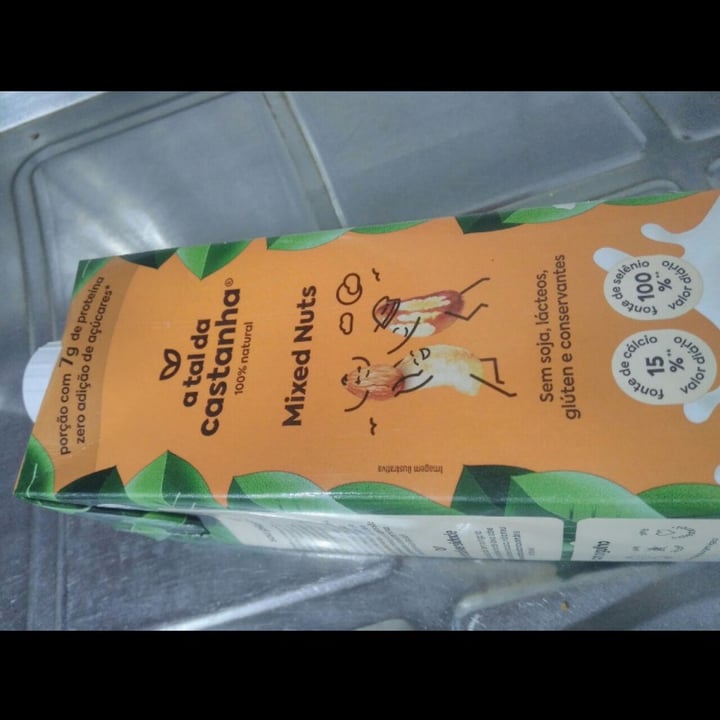 porção com 7g de proteína
zero adição de açúcares*
a tal da
castanha®
100% natural
Mixed Nuts
Imagem ilustrativa
Sem soja, lácteos,
glúten e conservantes
fonte de selênio
100
%**
valor diário
fonte de cálcio
15
%**
valor diário